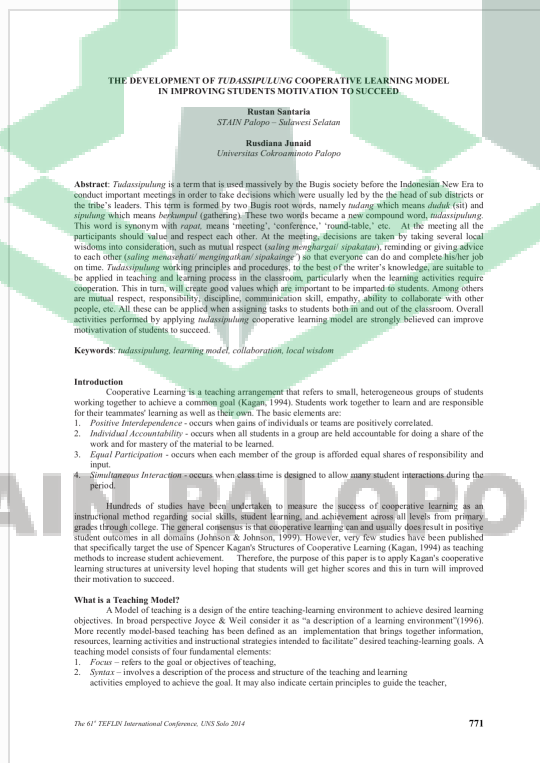 THE DEVELOPMENT OF TUDASSIPULUNG COOPERATIVE LEARNING MODEL
IN IMPROVING STUDENTS MOTIVATION TO SUCCEED
Rustan Santaria
STAIN Palopo – Sulawesi Selatan
Rusdiana Junaid
Universitas Cokroaminoto Palopo
Abstract: Tudassipulung is a term that is used massively by the Bugis society before the Indonesian New Era to
conduct important meetings in order to take decisions which were usually led by the the head of sub districts or
the tribe's leaders. This term is formed by two Bugis root words, namely tudang which means duduk (sit) and
sipulung which means berkumpul (gathering). These two words became a new compound word, tudassipulung.
This word is synonym with rapat, means 'meeting', 'conference,' 'round-table,' etc. At the meeting all the
participants should value and respect each other. At the meeting, decisions are taken by taking several local
wisdoms into consideration, such as mutual respect (saling menghargai/ sipakatau), reminding or giving advice
to each other (saling menasehati/ mengingatkan/ sipakainge') so that everyone can do and complete his/her job
on time. Tudassipulung working principles and procedures, to the best of the writer's knowledge, are suitable to
be applied in teaching and learning process in the classroom, particularly when the learning activities require
cooperation. This in turn, will create good values which are important to be imparted to students. Among others
are mutual respect, responsibility, discipline, communication skill, empathy, ability to collaborate with other
people, etc. All these can be applied when assigning tasks to students both in and out of the classroom. Overall
activities performed by applying tudassipulung cooperative learning model are strongly believed can improve
motivativation of students to succeed.
Keywords: tudassipulung, learning model, collaboration, local wisdom
Introduction
Cooperative Learning is a teaching arrangement that refers to small, heterogeneous groups of students
working together to achieve a common goal (Kagan, 1994). Students work together to learn and are responsible
for their teammates' learning as well as their own. The basic elements are:
1. Positive Interdependence - occurs when gains of individuals or teams are positively correlated.
2. Individual Accountability - occurs when all students in a group are held accountable for doing a share of the
work and for mastery of the material to be learned.
3. Equal Participation - occurs when each member of the group is afforded equal shares of responsibility and
input.
4. Simultaneous Interaction - occurs when class time is designed to allow many student interactions during the
period.
AIN PALOPO
Hundreds of studies have been undertaken to measure the success of cooperative learning as an
instructional method regarding social skills, student learning, and achievement across all levels from primary
grades through college. The general consensus is that cooperative learning can and usually does result in positive
student outcomes in all domains (Johnson & Johnson, 1999). However, very few studies have been published
that specifically target the use of Spencer Kagan's Structures of Cooperative Learning (Kagan, 1994) as teaching
methods to increase student achievement. Therefore, the purpose of this paper is to apply Kagan's cooperative
learning structures at university level hoping that students will get higher scores and this in turn will improved
their motivation to succeed.
What is a Teaching Model?
A Model of teaching is a design of the entire teaching-learning environment to achieve desired learning
objectives. In broad perspective Joyce & Weil consider it as “a description of a learning environment”(1996).
More recently model-based teaching has been defined as an implementation that brings together information,
resources, learning activities and instructional strategies intended to facilitate” desired teaching-learning goals. A
teaching model consists of four fundamental elements:
1. Focus – refers to the goal or objectives of teaching,
2. Syntax – involves a description of the process and structure of the teaching and learning
activities employed to achieve the goal. It may also indicate certain principles to guide the teacher,
The 61st TEFLIN International Conference, UNS Solo 2014
771